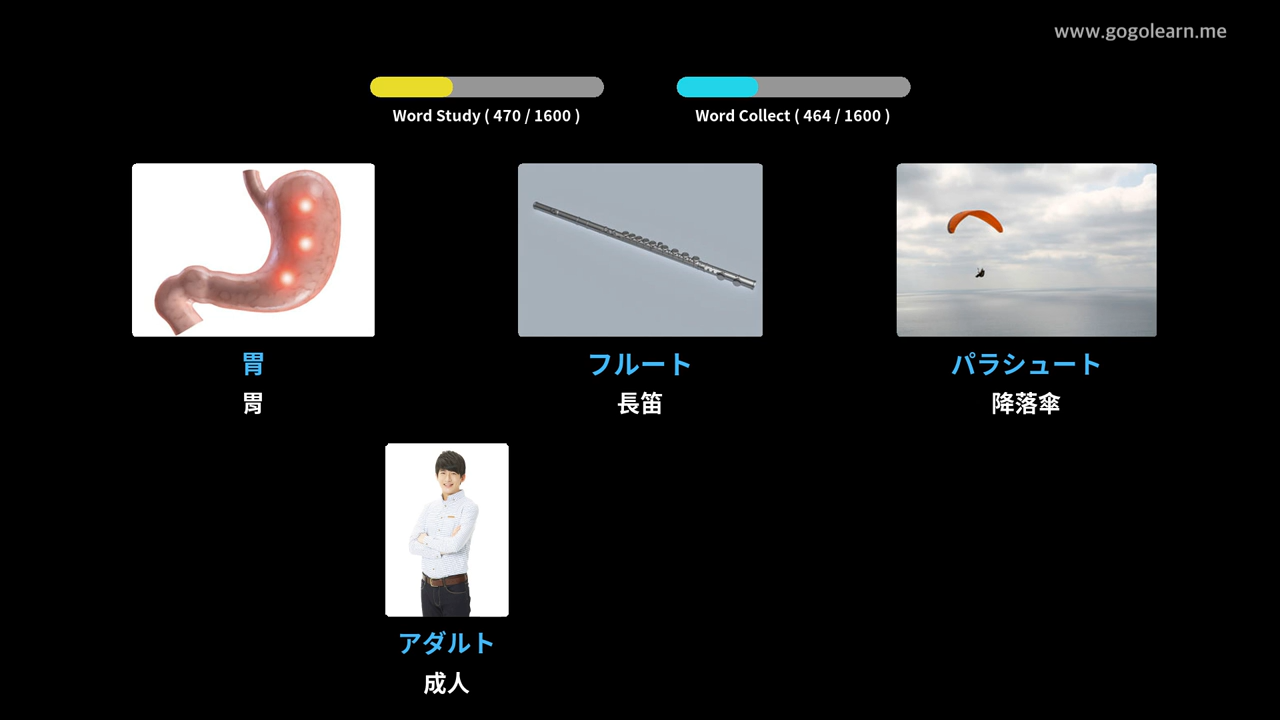 www.gogolearn.me
Word Study ( 470 / 1600 )
Word Collect ( 464 / 1600 )
胃
胃
フルート
長笛
パラシュート
降落傘
アダルト
成人